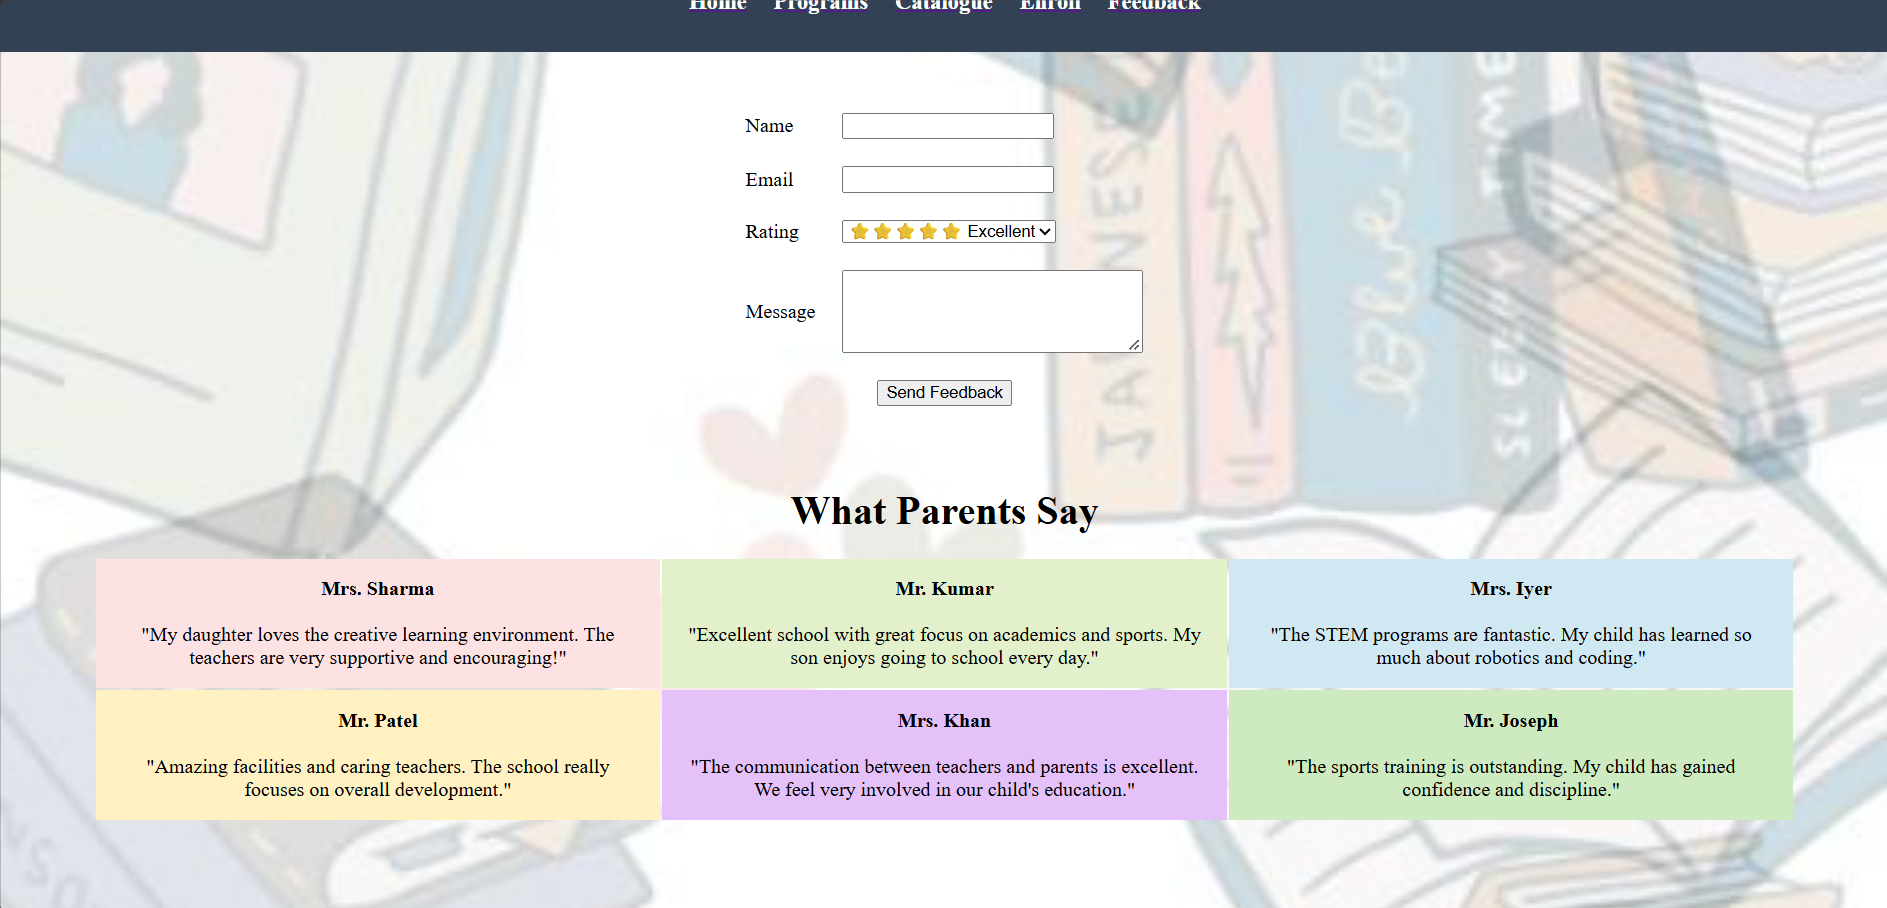 Home Programs Catalogue Enroll Feedback
Name
Email
Rating
⭐⭐⭐⭐⭐ Excellent
Message
Send Feedback
What Parents Say
Mrs. Sharma
"My daughter loves the creative learning environment. The
teachers are very supportive and encouraging!"
Mr. Kumar
"Excellent school with great focus on academics and sports. My
son enjoys going to school every day."
Mrs. Iyer
"The STEM programs are fantastic. My child has learned so
much about robotics and coding."
Mr. Patel
"Amazing facilities and caring teachers. The school really
focuses on overall development."
Mrs. Khan
"The communication between teachers and parents is excellent.
We feel very involved in our child's education."
Mr. Joseph
"The sports training is outstanding. My child has gained
confidence and discipline."